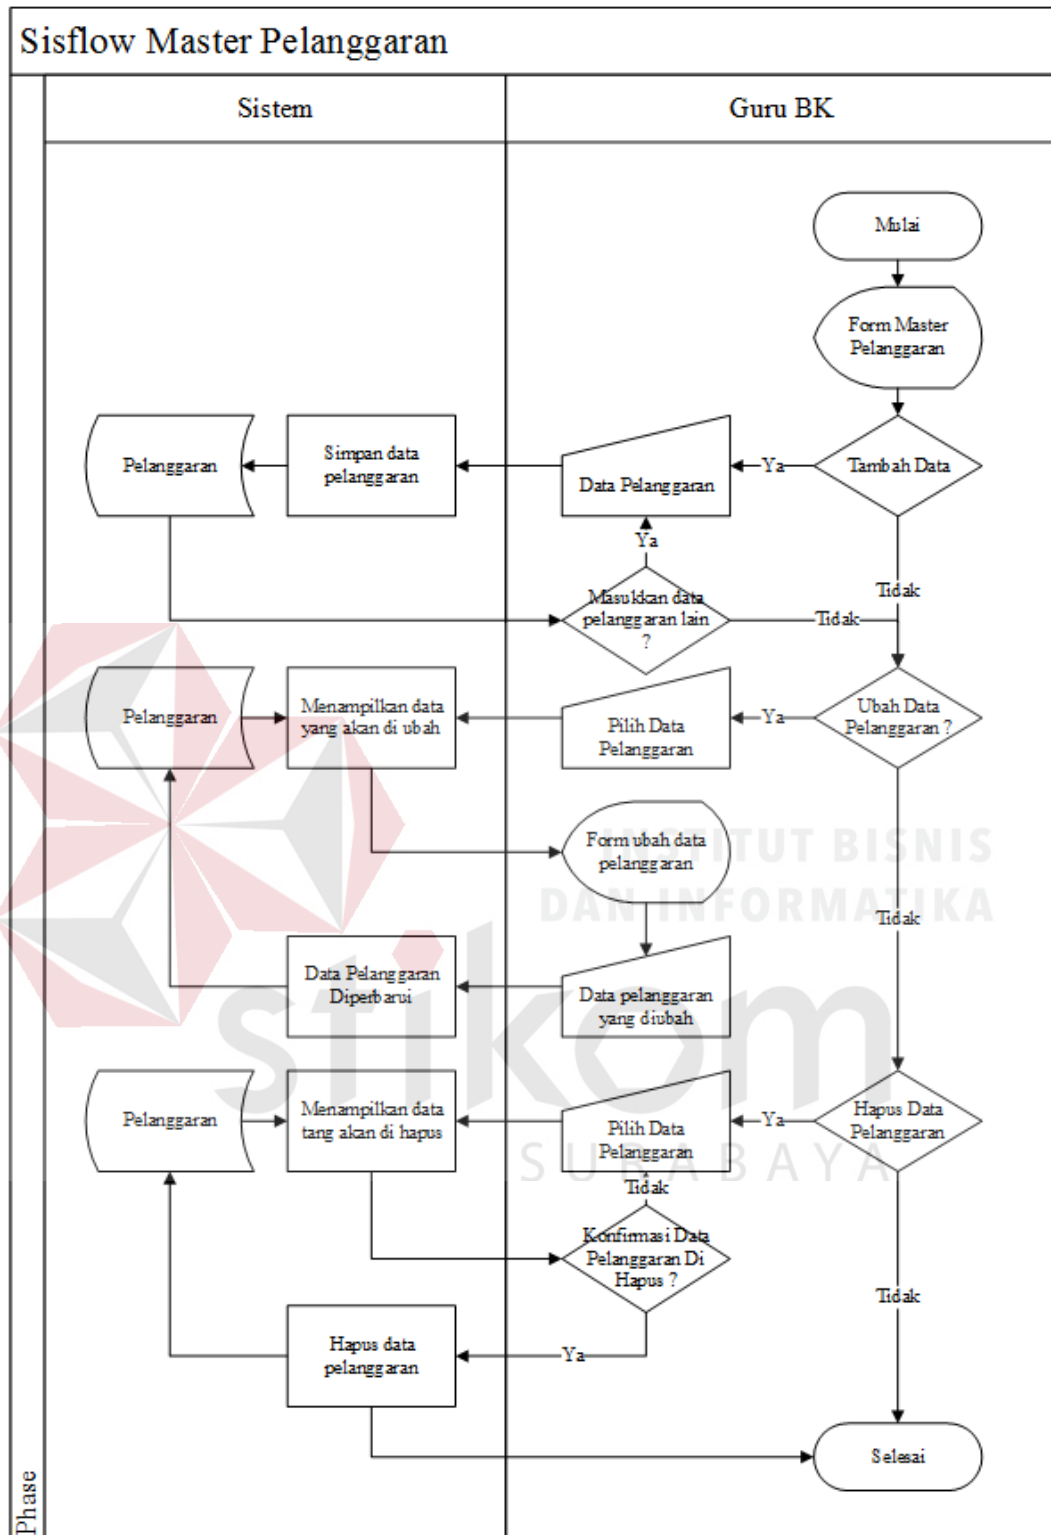 Sisflow Master Pelanggaran
Sistem
Guru BK
Mulai
Form Master
Pelanggaran
Tambah Data
Ya
Data Pelanggaran
Simpan data
pelanggaran
Pelanggaran
Ya
Masukkan data
pelanggaran lain
?
Tidak
Tidak
Ubah Data
Pelanggaran ?
Ya
Pilih Data
Pelanggaran
Menampilkan data
yang akan di ubah
Pelanggaran
Form ubah data
pelanggaran
INSTITUT BISNIS
DAN INFORMATIKA
Tidak
Data pelanggaran
yang diubah
Data Pelanggaran
Diperbarui
stikom
SURABAYA
Hapus Data
Pelanggaran
Ya
Pilih Data
Pelanggaran
Menampilkan data
tang akan di hapus
Pelanggaran
Tidak
Konfirmasi Data
Pelanggaran Di
Hapus ?
Tidak
Ya
Hapus data
pelanggaran
Selesai
Phase